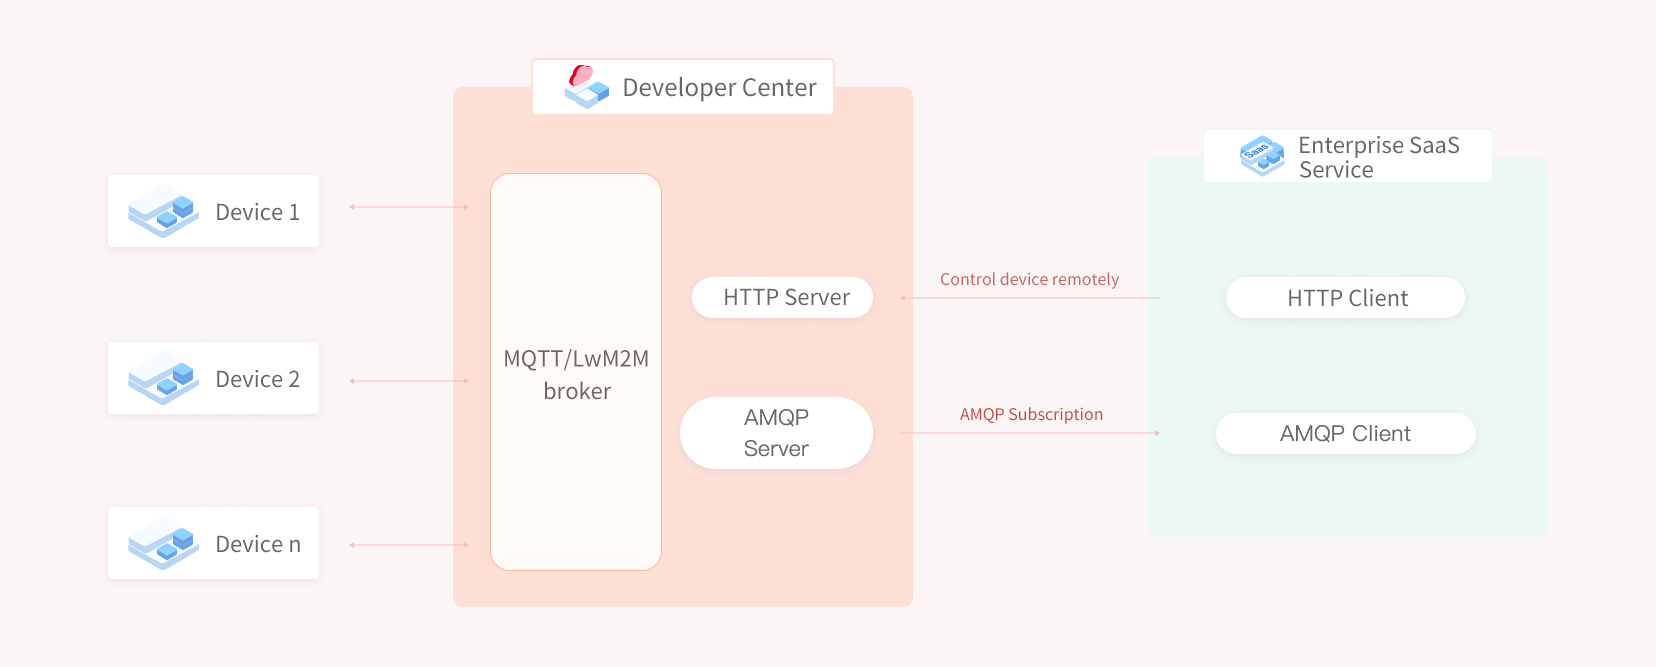 Developer Center
Enterprise SaaS
Service
SaaS
Device 1
Device 2
Device n
MQTT/LwM2M
broker
HTTP Server
AMQP
Server
Control device remotely
AMQP Subscription
HTTP Client
AMQP Client